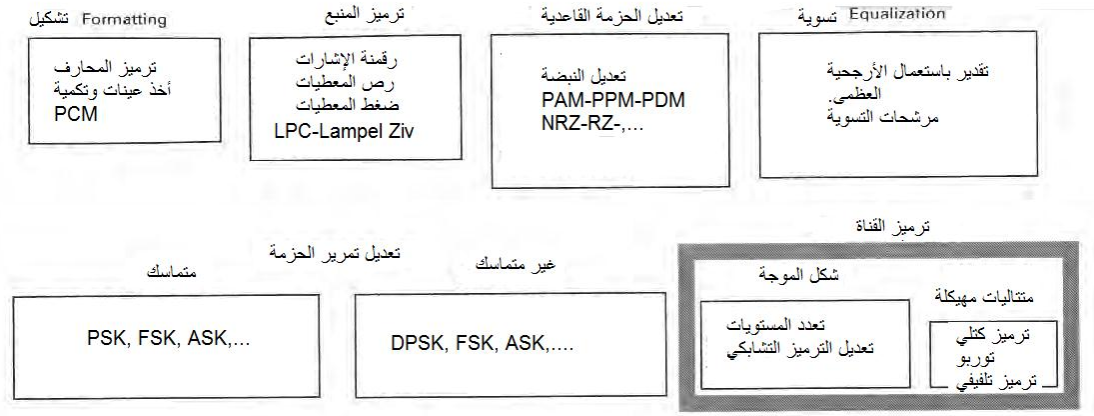 تشكيل Formatting
ترميز المحارف
أخذ عينات وتكمية
PCM
ترميز المنبع
رقمنة الإشارات
رص المعطيات
ضغط المعطيات
LPC-Lampel Ziv
تعديل الحزمة القاعدية
تعديل النبضة
PAM-PPM-PDM
NRZ-RZ-,...
تسوية Equalization
تقدير باستعمال الأرجحية
العظمى.
مرشحات التسوية
تعديل تمرير الحزمة
متماسك
PSK, FSK, ASK,...
غير متماسك
DPSK, FSK, ASK,....
ترميز القناة
شكل الموجة
تعدد المستويات
تعديل الترميز التشابكي
متتاليات مهيكلة
ترميز كتلي
توربو
ترميز تلفيفي